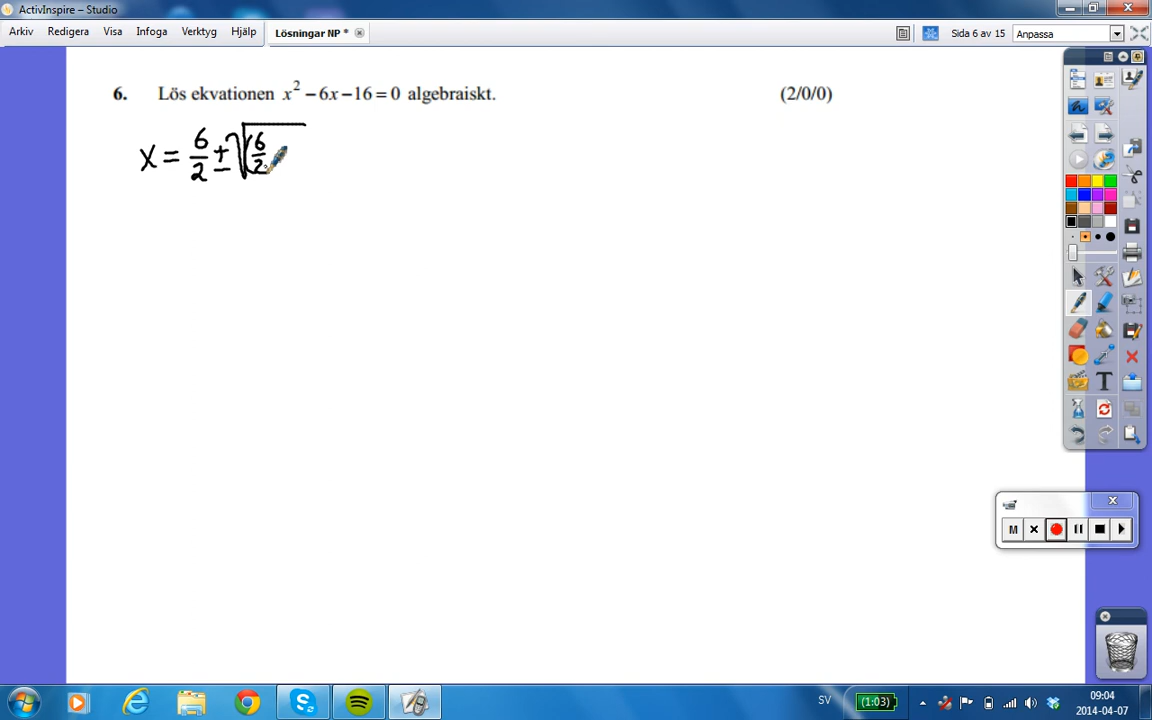 ActivInspire – Studio
Arkiv Redigera Visa Infoga Verktyg Hjälp Lösningar NP * Sida 6 av 15 Anpassa
6. Lös ekvationen x² – 6x – 16 = 0 algebraiskt. (2/0/0)
x = 6/2 ± √(6/2
M
SV (1:03) 09:04
2014-04-07